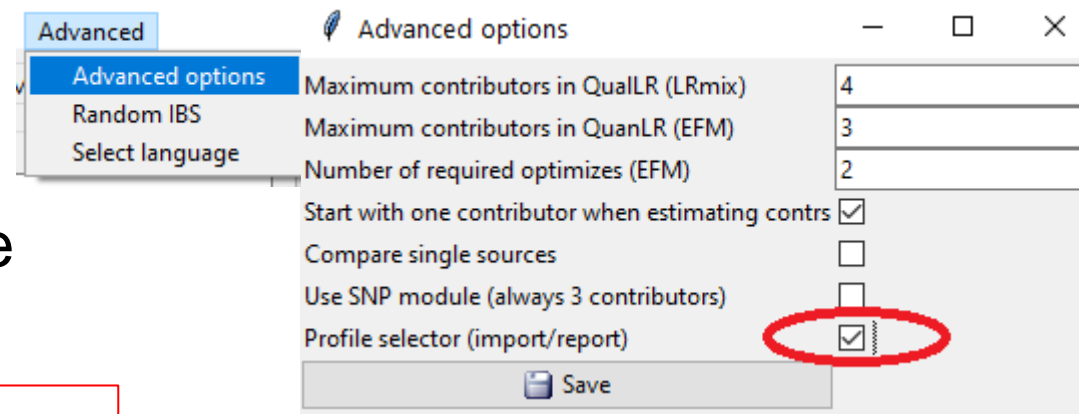 Advanced
Advanced options
Random IBS
Select language
e
Advanced options
Maximum contributors in QualLR (LRmix) 4
Maximum contributors in QuanLR (EFM) 3
Number of required optimizes (EFM) 2
Start with one contributor when estimating contrs
Compare single sources
Use SNP module (always 3 contributors)
Profile selector (import/report)
Save